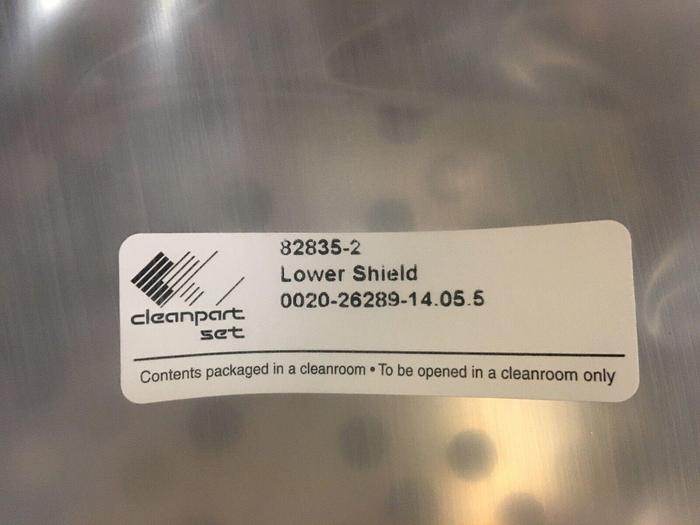 82835-2
Lower Shield
0020-26289-14.05.5
cleanpart
set
Contents packaged in a cleanroom • To be opened in a cleanroom only